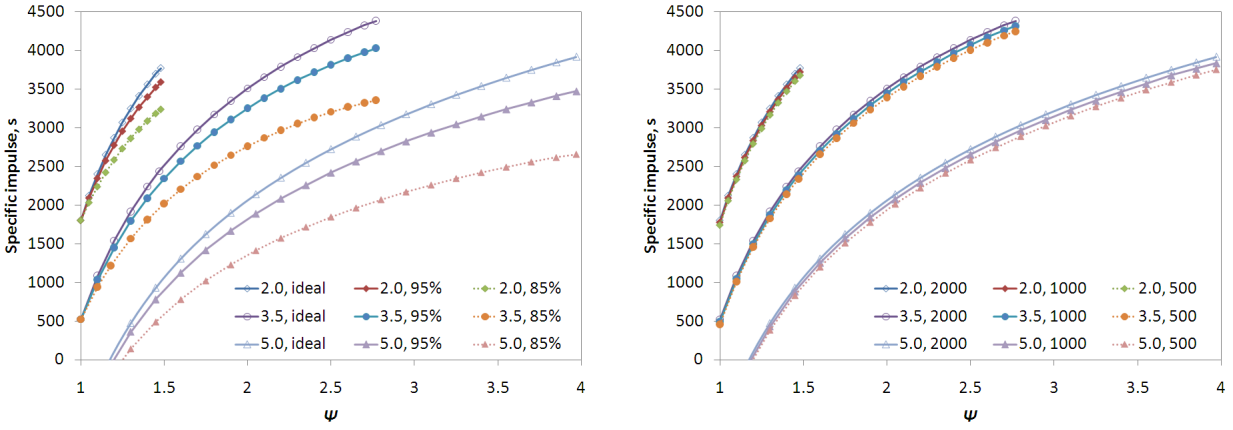 4500
4000
3500
3000
2500
2000
1500
1000
500
0
Specific impulse, s
2.0, ideal 2.0, 95% 2.0, 85%
3.5, ideal 3.5, 95% 3.5, 85%
5.0, ideal 5.0, 95% 5.0, 85%
1 1.5 2 2.5 3 3.5 4
Ψ
4500
4000
3500
3000
2500
2000
1500
1000
500
0
Specific impulse, s
2.0, 2000 2.0, 1000 2.0, 500
3.5, 2000 3.5, 1000 3.5, 500
5.0, 2000 5.0, 1000 5.0, 500
1 1.5 2 2.5 3 3.5 4
Ψ